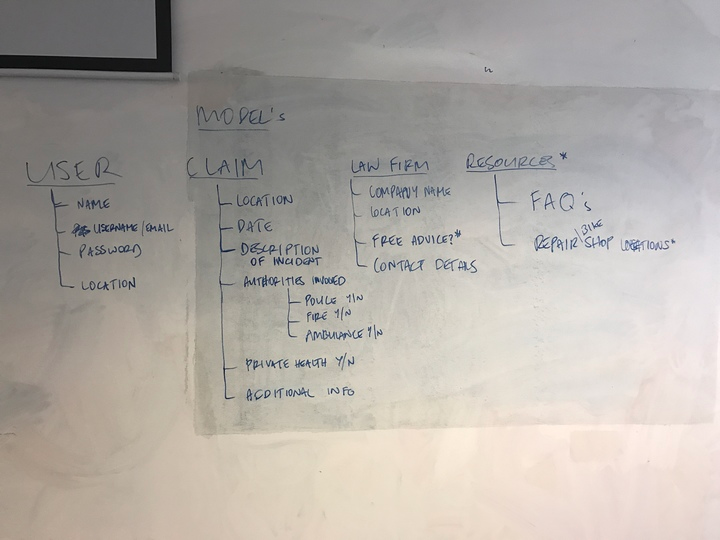 MODEL's
USER
NAME
USERNAME/EMAIL
PASSWORD
LOCATION
CLAIM
LOCATION
DATE
DESCRIPTION
OF INCIDENT
AUTHORITIES INVOLVED
POLICE Y/N
FIRE Y/N
AMBULANCE Y/N
PRIVATE HEALTH Y/N
ADDITIONAL INFO
LAW FIRM
COMPANY NAME
LOCATION
FREE ADVICE?*
CONTACT DETAILS
RESOURCES*
FAQ's
BIKE
REPAIR SHOP LOCATIONS*